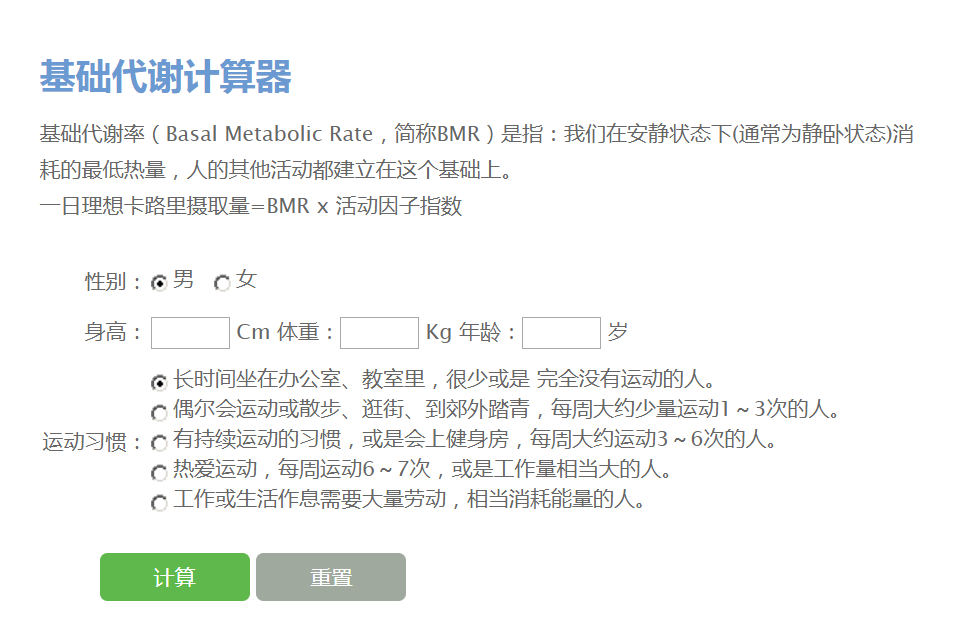 基础代谢计算器
基础代谢率（Basal Metabolic Rate，简称BMR）是指：我们在安静状态下(通常为静卧状态)消
耗的最低热量，人的其他活动都建立在这个基础上。
一日理想卡路里摄取量=BMR x 活动因子指数
性别： 男 女
身高： Cm 体重： Kg 年龄： 岁
长时间坐在办公室、教室里，很少或是 完全没有运动的人。
偶尔会运动或散步、逛街、到郊外踏青，每周大约少量运动1～3次的人。
运动习惯： 有持续运动的习惯，或是会上健身房，每周大约运动3～6次的人。
热爱运动，每周运动6～7次，或是工作量相当大的人。
工作或生活作息需要大量劳动，相当消耗能量的人。
计算 重置